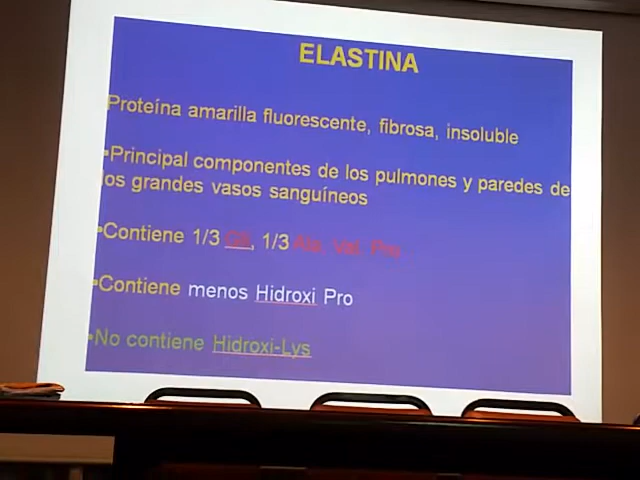 ELASTINA
Proteína amarilla fluorescente, fibrosa, insoluble
•Principal componentes de los pulmones y paredes de
los grandes vasos sanguíneos
•Contiene 1/3 Gli, 1/3 Ala, Val, Pro
•Contiene menos Hidroxi Pro
•No contiene Hidroxi-Lys